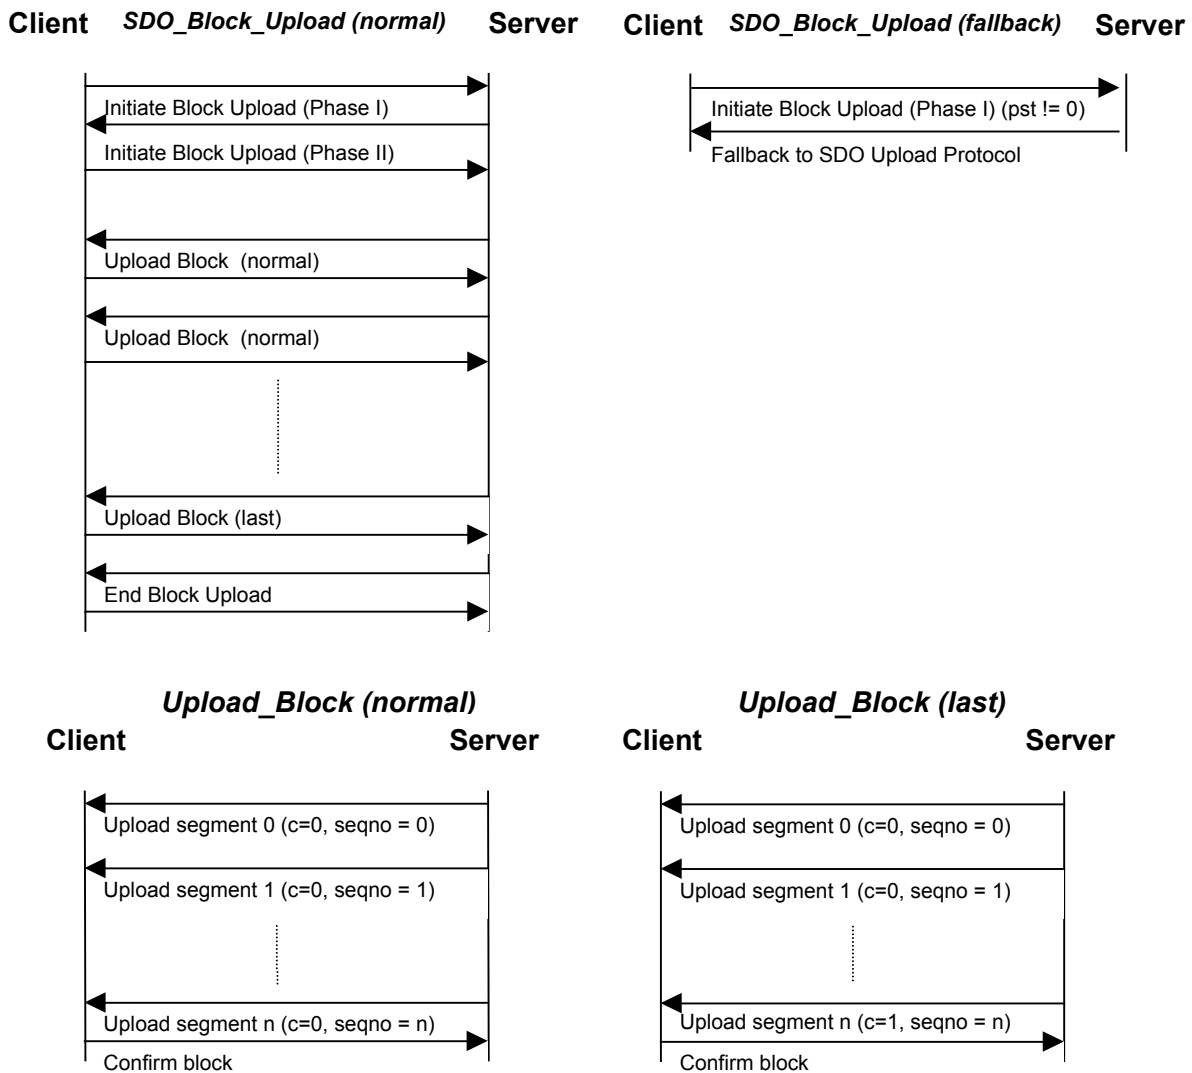 Client SDO_Block_Upload (normal) Server
Initiate Block Upload (Phase I)
Initiate Block Upload (Phase II)
Upload Block (normal)
Upload Block (normal)
Upload Block (last)
End Block Upload
Client SDO_Block_Upload (fallback) Server
Initiate Block Upload (Phase I) (pst != 0)
Fallback to SDO Upload Protocol
Upload_Block (normal)
Client Server
Upload segment 0 (c=0, seqno = 0)
Upload segment 1 (c=0, seqno = 1)
Upload segment n (c=0, seqno = n)
Confirm block
Upload_Block (last)
Client Server
Upload segment 0 (c=0, seqno = 0)
Upload segment 1 (c=0, seqno = 1)
Upload segment n (c=1, seqno = n)
Confirm block